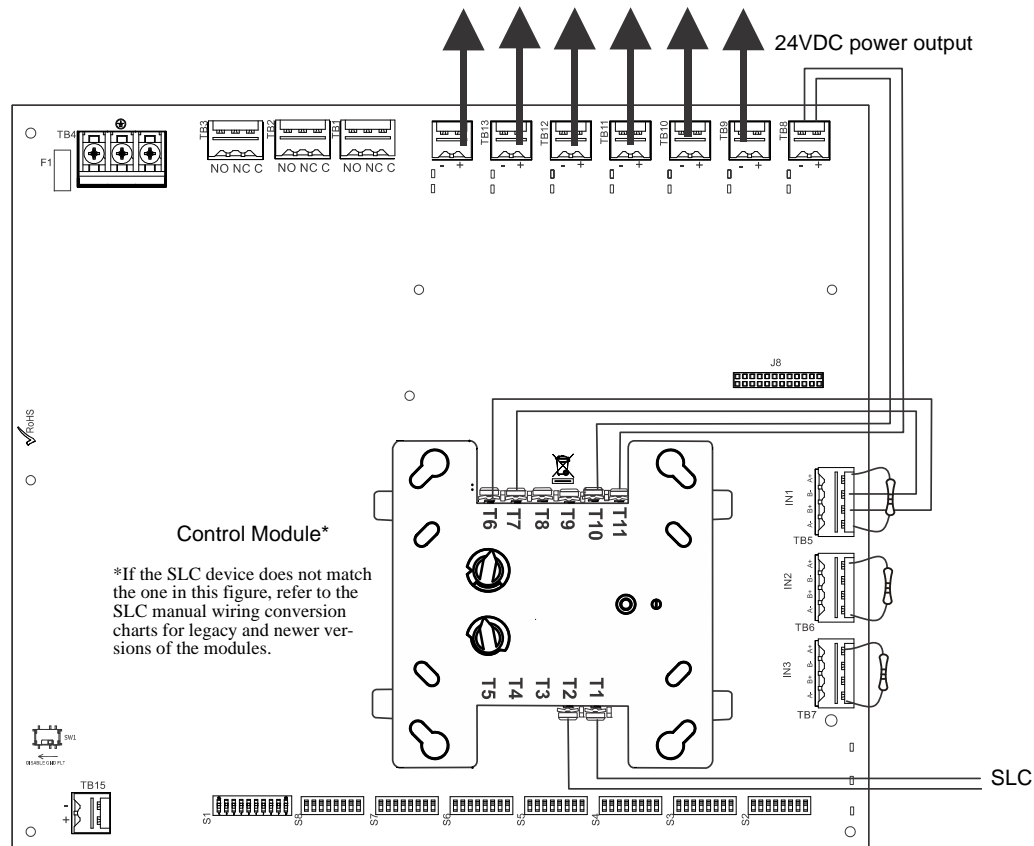 24VDC power output
TB4
F1
TB3
TB2
TB1
TB13
TB12
TB11
TB10
TB9
TB8
NO NC C
NO NC C
NO NC C
- +
- +
- +
- +
- +
- +
- +
J8
RoHS
T6
T7
T8
T9
T10
T11
IN1
A+
B-
B+
A-
TB5
Control Module*
*If the SLC device does not match
the one in this figure, refer to the
SLC manual wiring conversion
charts for legacy and newer ver-
sions of the modules.
IN2
A+
B-
B+
A-
TB6
IN3
A+
B-
B+
A-
TB7
T5
T4
T3
T2
T1
SW1
DISABLE GND FLT
SLC
TB15
-
+
S1
S8
S7
S6
S5
S4
S3
S2